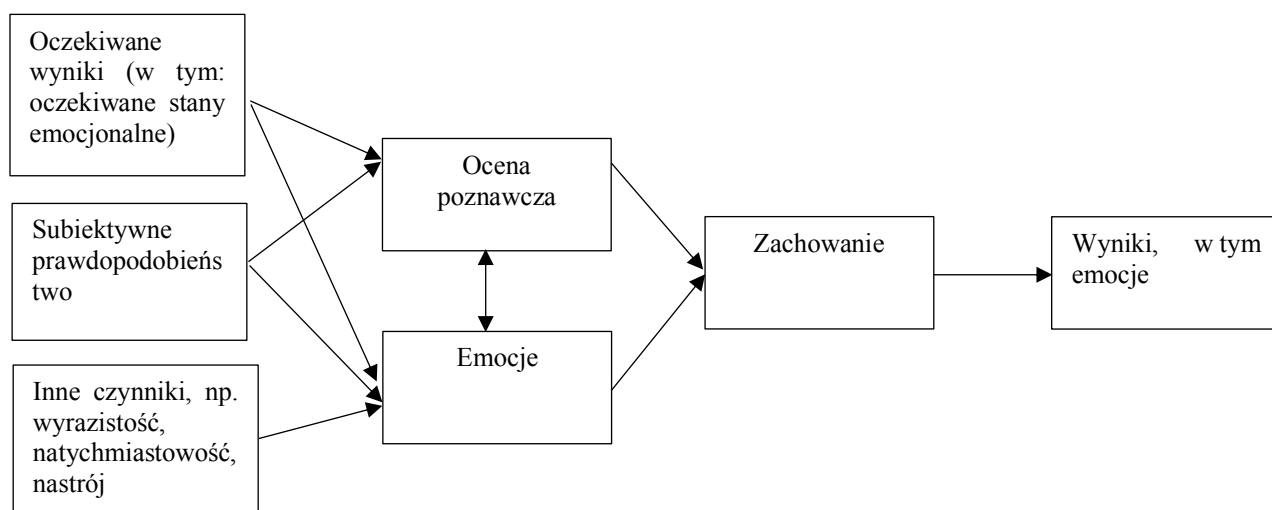 Oczekiwane
wyniki (w tym:
oczekiwane stany
emocjonalne)
Subiektywne
prawdopodobieńs
two
Inne czynniki, np.
wyrazistość,
natychmiastowość,
nastrój
Ocena
poznawcza
Emocje
Zachowanie
Wyniki, w tym
emocje